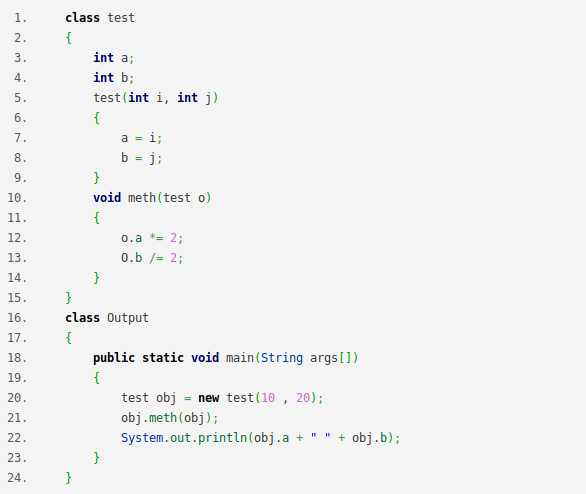 1. class test
2. {
3. int a;
4. int b;
5. test(int i, int j)
6. {
7. a = i;
8. b = j;
9. }
10. void meth(test o)
11. {
12. o.a *= 2;
13. O.b /= 2;
14. }
15. }
16. class Output
17. {
18. public static void main(String args[])
19. {
20. test obj = new test(10 , 20);
21. obj.meth(obj);
22. System.out.println(obj.a + " " + obj.b);
23. }
24. }